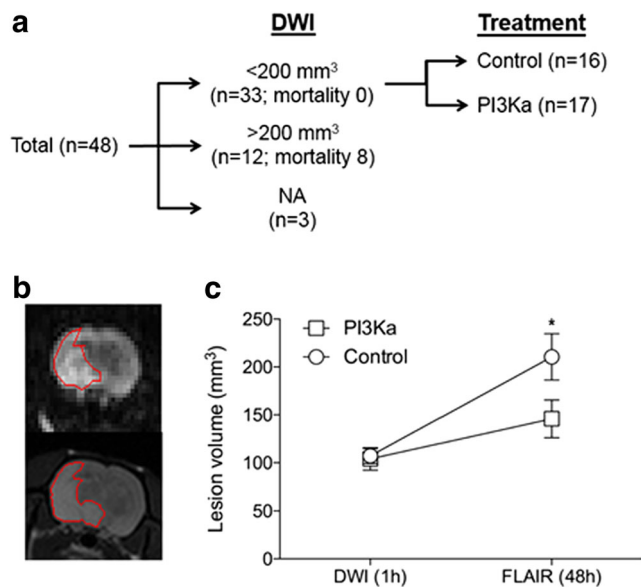 a
DWI
Treatment
<200 mm³
(n=33; mortality 0)
Control (n=16)
PI3Ka (n=17)
Total (n=48)
>200 mm³
(n=12; mortality 8)
NA
(n=3)
b
c
PI3Ka
Control
*
Lesion volume (mm³)
250
200
150
100
50
0
DWI (1h)
FLAIR (48h)